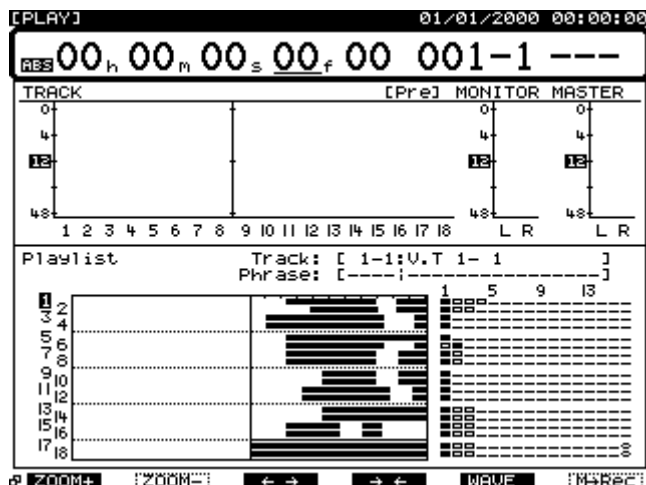 [PLAY] 01/01/2000 00:00:00
ABS 00h 00m 00s 00f 00 001-1 ---
TRACK [Pre] MONITOR MASTER
0 0 0
4 4 4
12 12 12
48 48 48
1 2 3 4 5 6 7 8 9 10 11 12 13 14 15 16 17 18 L R L R
Playlist Track: [ 1-1:V.T 1- 1 ]
Phrase: [----¦------------------]
1 5 9 13
1
2
3
4
5
6
7
8
9
10
11
12
13
14
15
16
17
18
ZOOM+ ZOOM- ← → → ← WAVE M→Rec